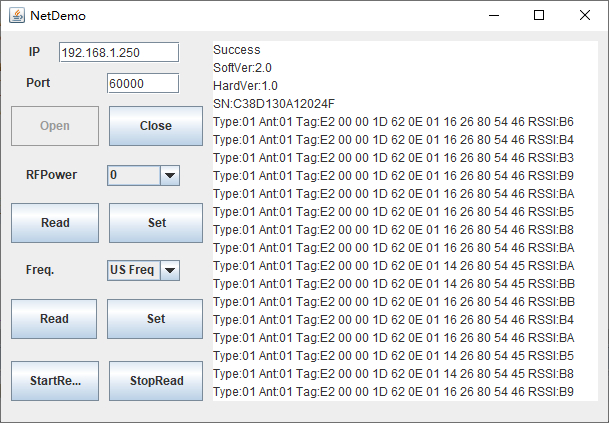 NetDemo
IP 192.168.1.250
Port 60000
Open Close
RFPower 0
Read Set
Freq. US Freq
Read Set
StartRe... StopRead
Success
SoftVer:2.0
HardVer:1.0
SN:C38D130A12024F
Type:01 Ant:01 Tag:E2 00 00 1D 62 0E 01 16 26 80 54 46 RSSI:B6
Type:01 Ant:01 Tag:E2 00 00 1D 62 0E 01 16 26 80 54 46 RSSI:B4
Type:01 Ant:01 Tag:E2 00 00 1D 62 0E 01 16 26 80 54 46 RSSI:B3
Type:01 Ant:01 Tag:E2 00 00 1D 62 0E 01 16 26 80 54 46 RSSI:B9
Type:01 Ant:01 Tag:E2 00 00 1D 62 0E 01 16 26 80 54 46 RSSI:BA
Type:01 Ant:01 Tag:E2 00 00 1D 62 0E 01 16 26 80 54 46 RSSI:B5
Type:01 Ant:01 Tag:E2 00 00 1D 62 0E 01 16 26 80 54 46 RSSI:B8
Type:01 Ant:01 Tag:E2 00 00 1D 62 0E 01 16 26 80 54 46 RSSI:BA
Type:01 Ant:01 Tag:E2 00 00 1D 62 0E 01 14 26 80 54 45 RSSI:BA
Type:01 Ant:01 Tag:E2 00 00 1D 62 0E 01 14 26 80 54 45 RSSI:BB
Type:01 Ant:01 Tag:E2 00 00 1D 62 0E 01 16 26 80 54 46 RSSI:BB
Type:01 Ant:01 Tag:E2 00 00 1D 62 0E 01 16 26 80 54 46 RSSI:B4
Type:01 Ant:01 Tag:E2 00 00 1D 62 0E 01 16 26 80 54 46 RSSI:BA
Type:01 Ant:01 Tag:E2 00 00 1D 62 0E 01 14 26 80 54 45 RSSI:B5
Type:01 Ant:01 Tag:E2 00 00 1D 62 0E 01 14 26 80 54 45 RSSI:B8
Type:01 Ant:01 Tag:E2 00 00 1D 62 0E 01 16 26 80 54 46 RSSI:B9